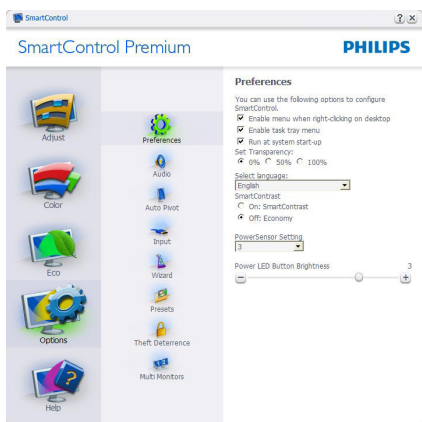 SmartControl
? ×
SmartControl Premium
PHILIPS
Adjust
Color
Eco
Options
Help
Preferences
Audio
Auto Pivot
Input
Wizard
Presets
Theft Deterrence
Multi Monitors
Preferences
You can use the following options to configure
SmartControl.
Enable menu when right-clicking on desktop
Enable task tray menu
Run at system start-up
Set Transparency:
0% 50% 100%
Select language:
English
SmartContrast
On: SmartContrast
Off: Economy
PowerSensor Setting
3
Power LED Button Brightness 3